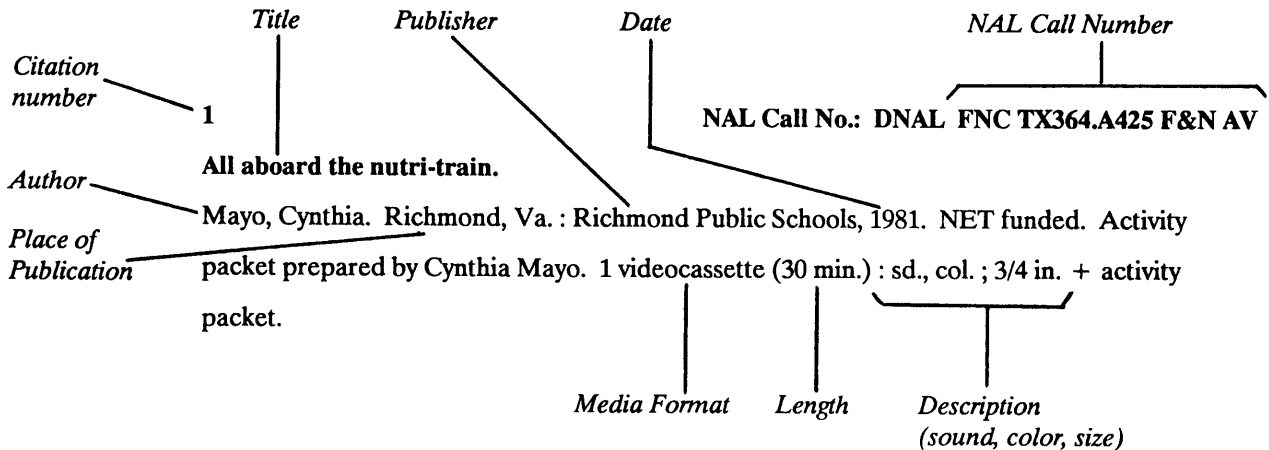 Title Publisher Date NAL Call Number
Citation
number
1 NAL Call No.: DNAL FNC TX364.A425 F&N AV
All aboard the nutri-train.
Author
Mayo, Cynthia. Richmond, Va. : Richmond Public Schools, 1981. NET funded. Activity
Place of
Publication
packet prepared by Cynthia Mayo. 1 videocassette (30 min.) : sd., col. ; 3/4 in. + activity
packet.
Media Format Length Description
(sound, color, size)